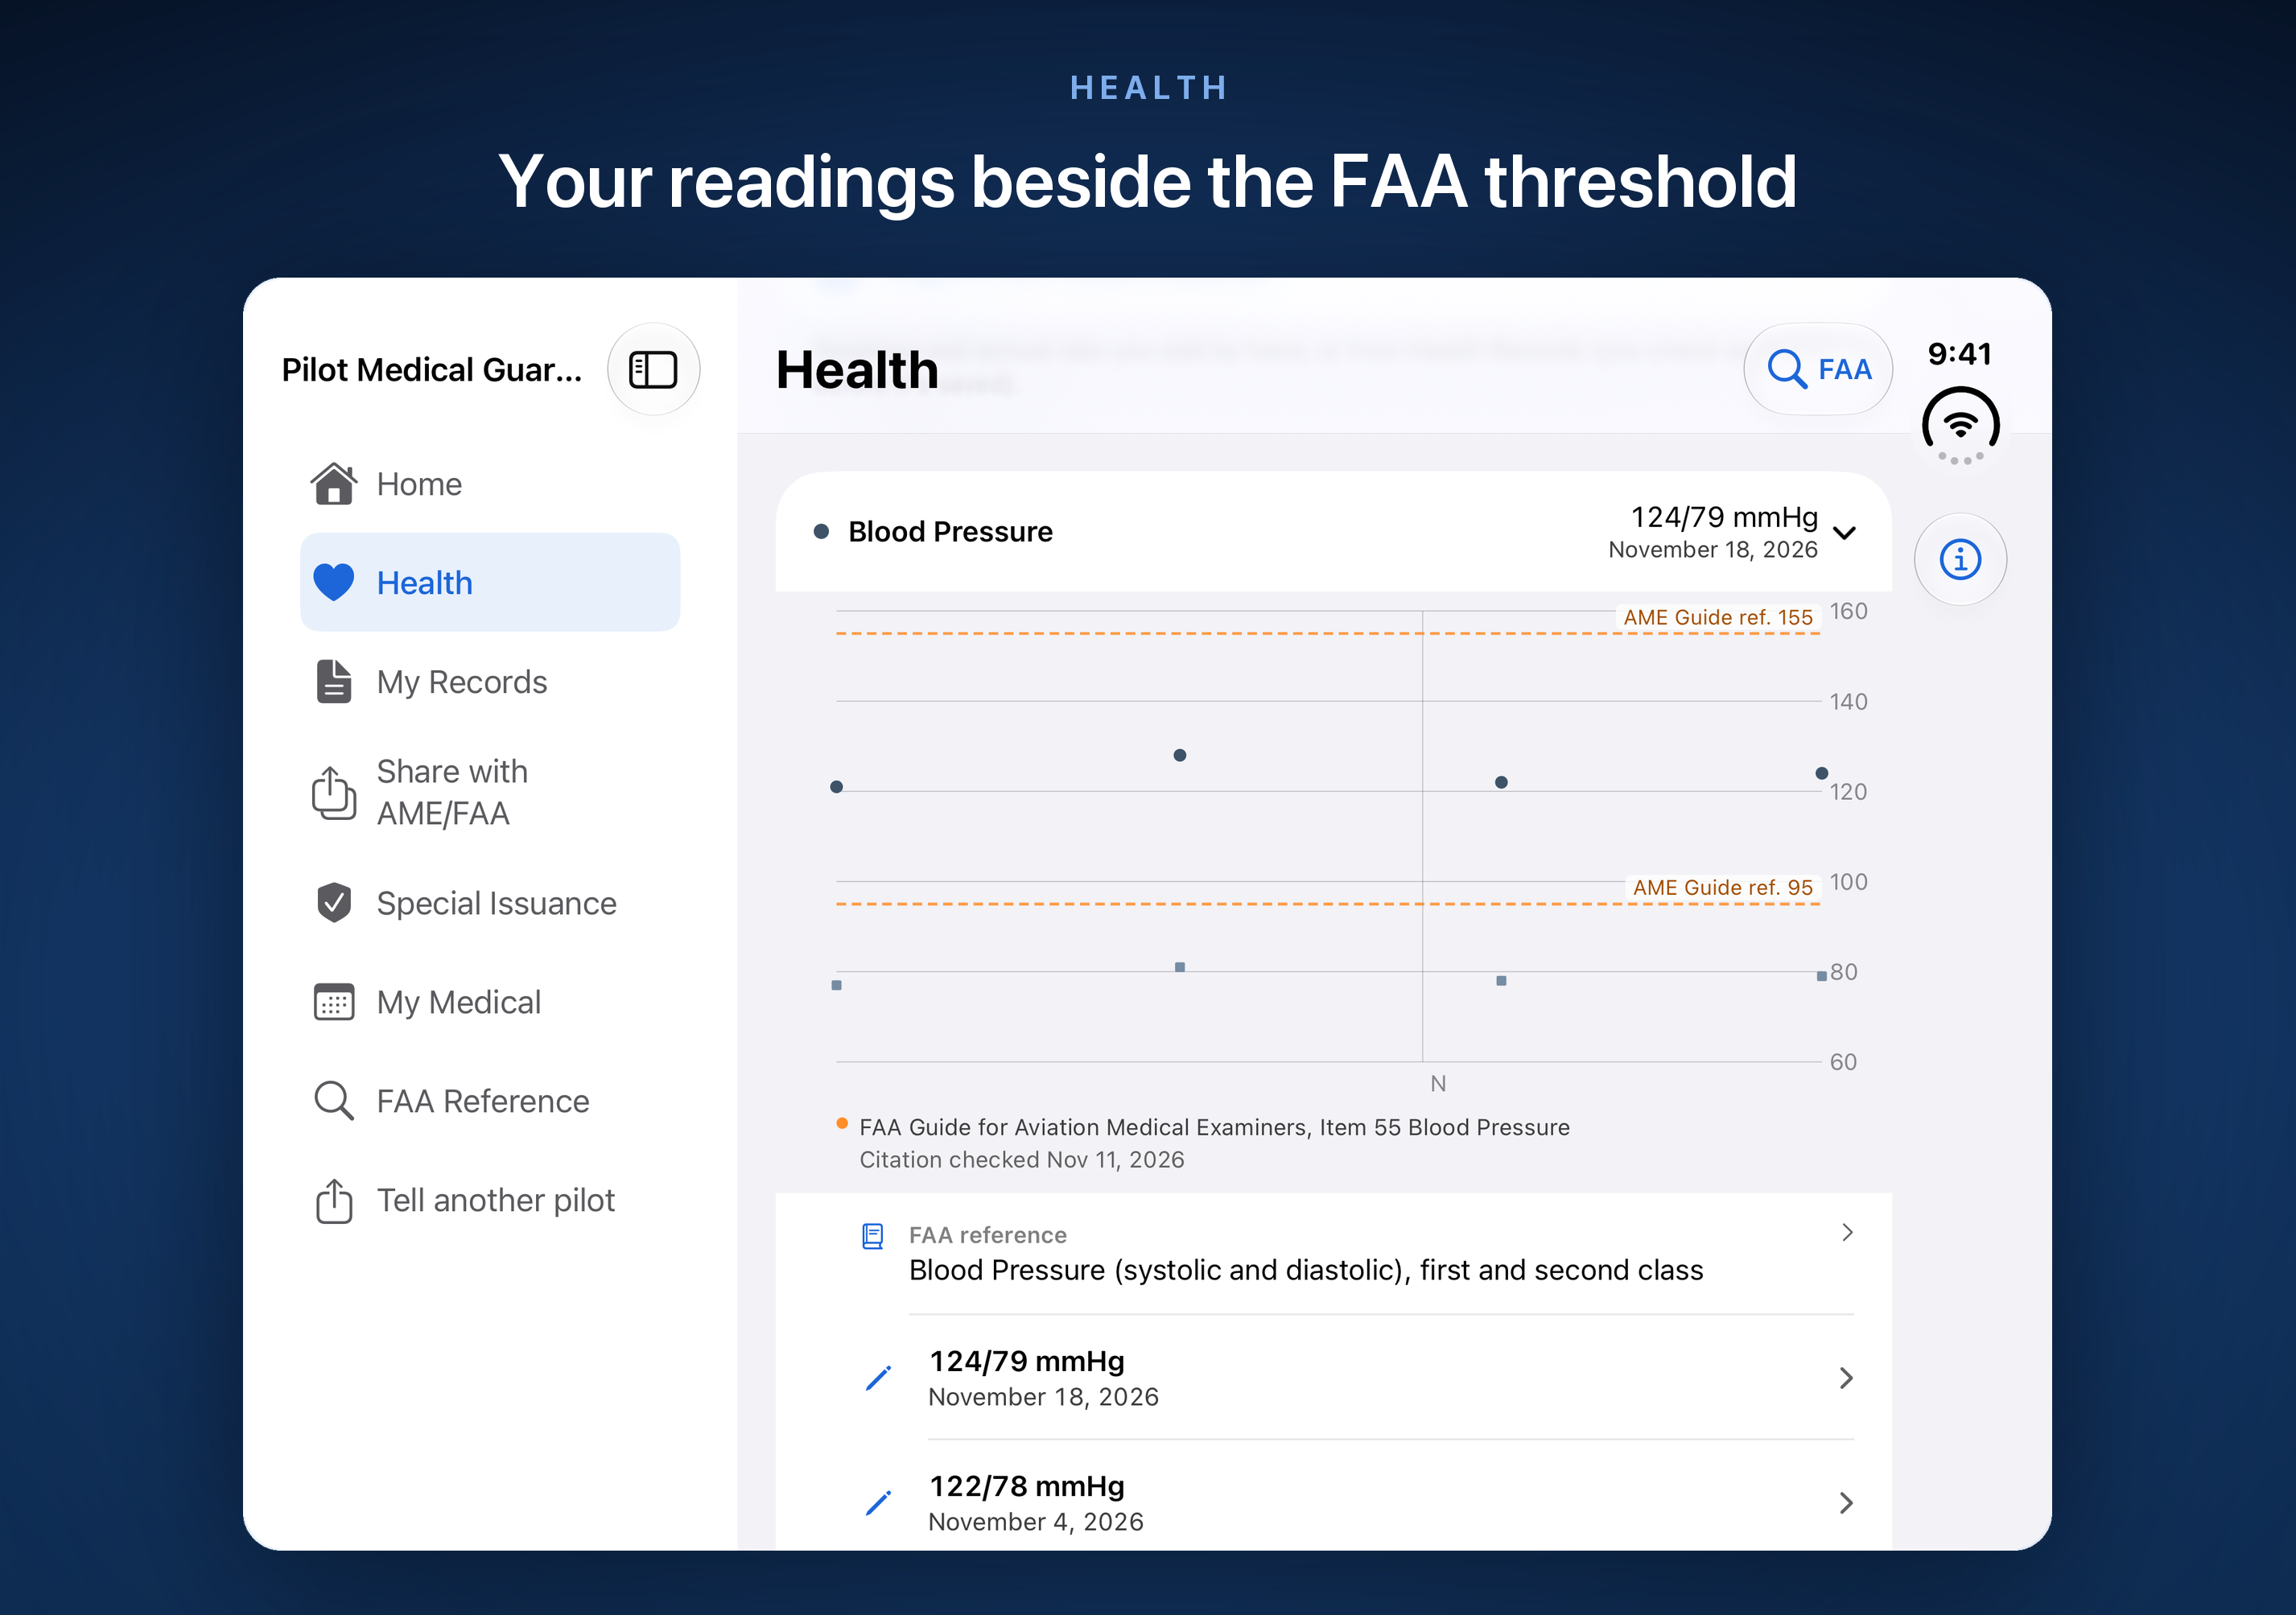 HEALTH
Your readings beside the FAA threshold
Pilot Medical Guar...
Home
Health
My Records
Share with
AME/FAA
Special Issuance
My Medical
FAA Reference
Tell another pilot
Health
FAA
9:41
Blood Pressure
124/79 mmHg
November 18, 2026
AME Guide ref. 155
160
140
120
AME Guide ref. 95
100
80
60
N
FAA Guide for Aviation Medical Examiners, Item 55 Blood Pressure
Citation checked Nov 11, 2026
FAA reference
Blood Pressure (systolic and diastolic), first and second class
124/79 mmHg
November 18, 2026
122/78 mmHg
November 4, 2026